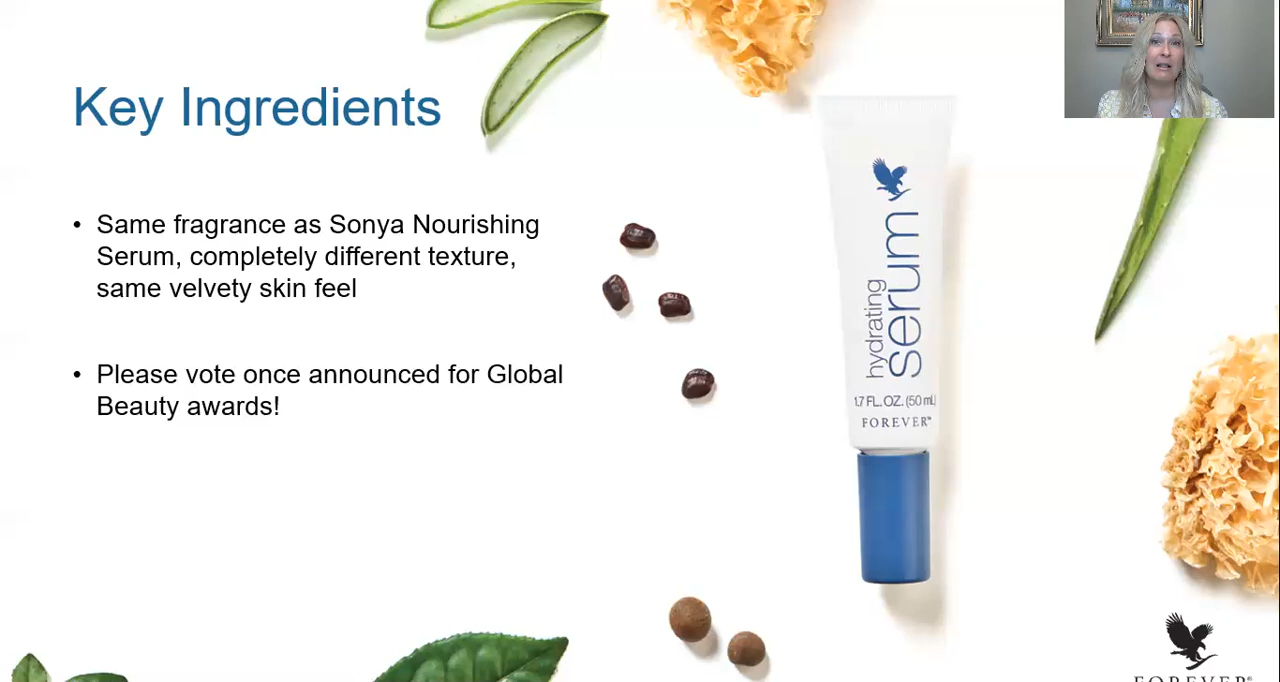 Key Ingredients
• Same fragrance as Sonya Nourishing
Serum, completely different texture,
same velvety skin feel
• Please vote once announced for Global
Beauty awards!
hydrating
serum
1.7 FL. OZ. (50 mL)
FOREVER™
FOREVER®